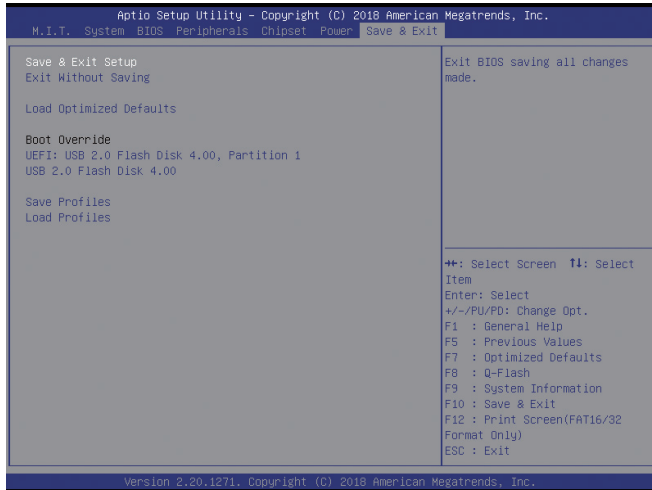 Aptio Setup Utility – Copyright (C) 2018 American Megatrends, Inc.
M.I.T. System BIOS Peripherals Chipset Power Save & Exit
Save & Exit Setup
Exit Without Saving
Load Optimized Defaults
Boot Override
UEFI: USB 2.0 Flash Disk 4.00, Partition 1
USB 2.0 Flash Disk 4.00
Save Profiles
Load Profiles
Exit BIOS saving all changes
made.
→←: Select Screen ↑↓: Select
Item
Enter: Select
+/-/PU/PD: Change Opt.
F1 : General Help
F5 : Previous Values
F7 : Optimized Defaults
F8 : Q-Flash
F9 : System Information
F10 : Save & Exit
F12 : Print Screen(FAT16/32
Format Only)
ESC : Exit
Version 2.20.1271. Copyright (C) 2018 American Megatrends, Inc.